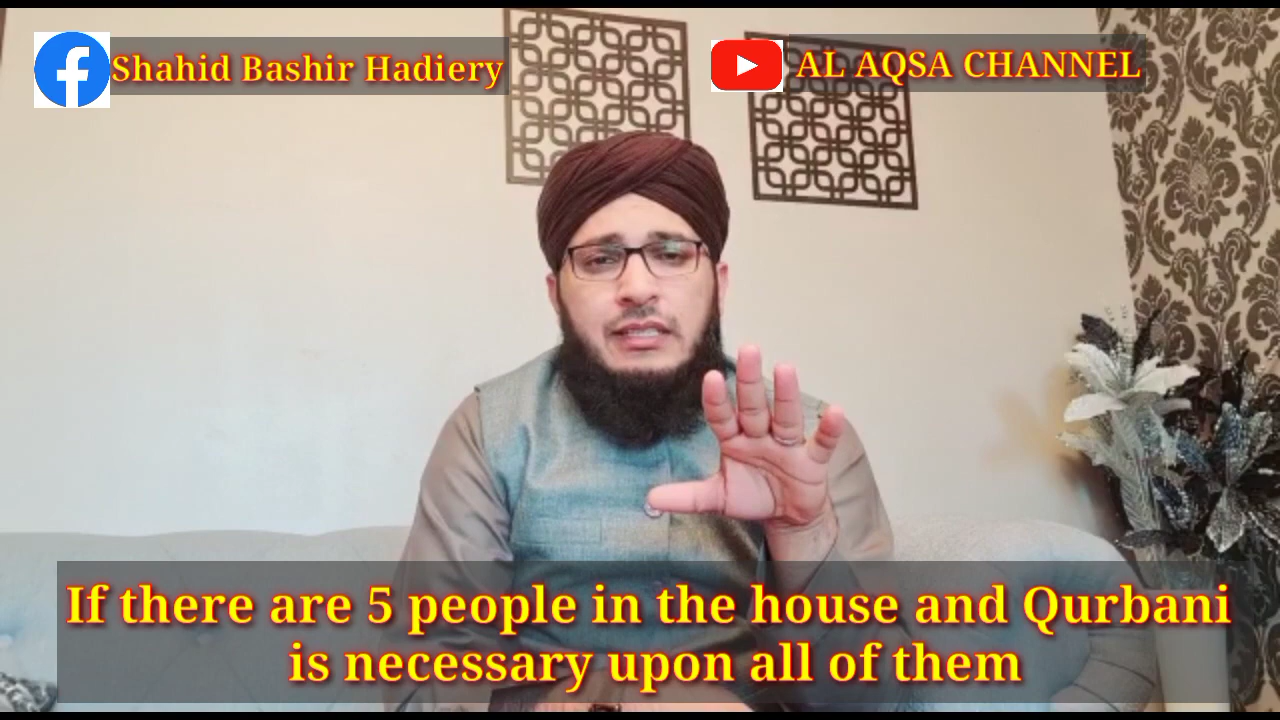 Shahid Bashir Hadiery
AL AQSA CHANNEL
If there are 5 people in the house and Qurbani
is necessary upon all of them